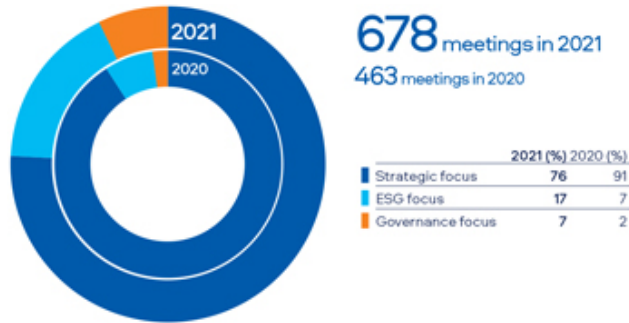 2021
2020
678 meetings in 2021
463 meetings in 2020
2021 (%) 2020 (%)
Strategic focus 76 91
ESG focus 17 7
Governance focus 7 2